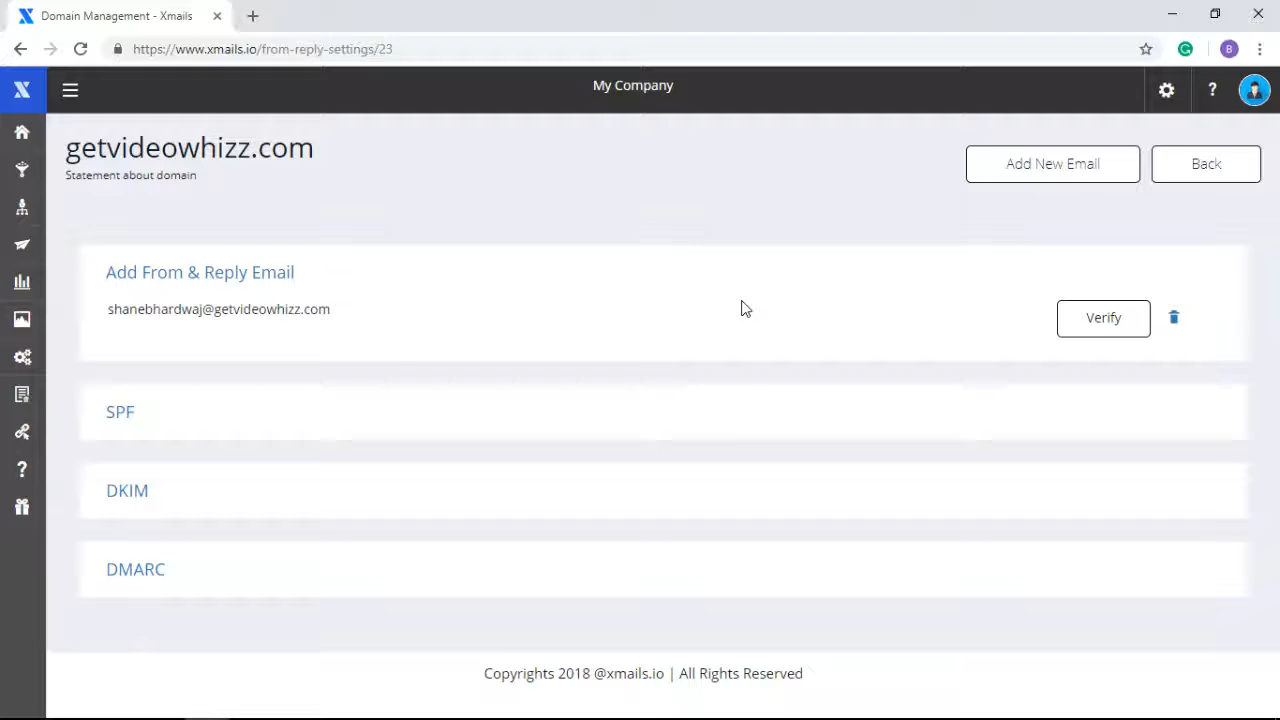 Domain Management - Xmails
https://www.xmails.io/from-reply-settings/23
B
My Company
?
getvideowhizz.com
Statement about domain
Add New Email
Back
Add From & Reply Email
shanebhardwaj@getvideowhizz.com
Verify
SPF
DKIM
DMARC
?
Copyrights 2018 @xmails.io | All Rights Reserved